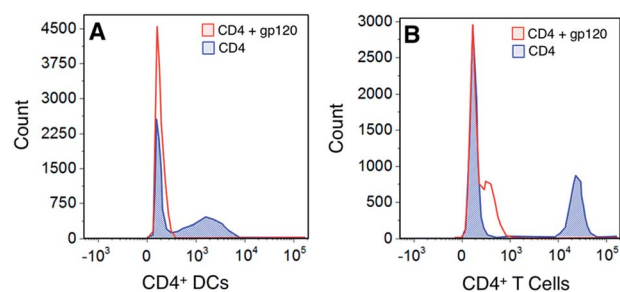 A
CD4 + gp120
CD4
4500
3750
3000
2250
1500
750
0
Count
-10³ 0 10³ 10⁴ 10⁵
CD4⁺ DCs
B
CD4 + gp120
CD4
3000
2500
2000
1500
1000
500
0
Count
-10³ 0 10³ 10⁴ 10⁵
CD4⁺ T Cells